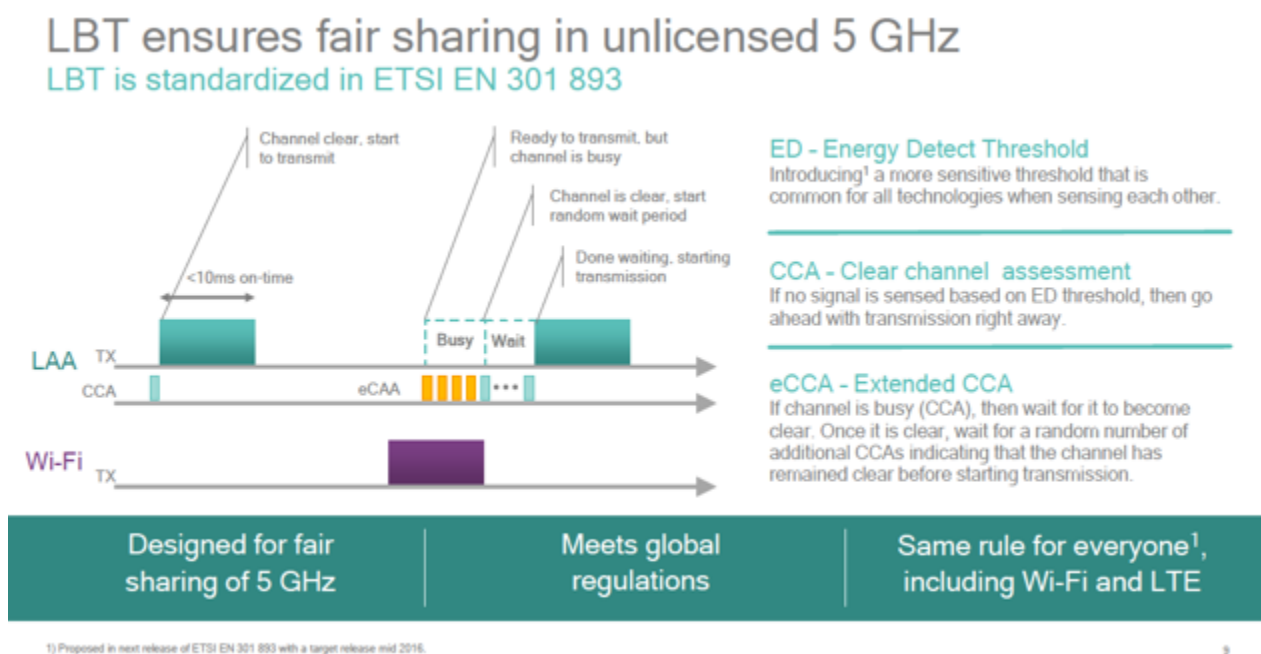 LBT ensures fair sharing in unlicensed 5 GHz
LBT is standardized in ETSI EN 301 893
Channel clear, start
to transmit
Ready to transmit, but
channel is busy
Channel is clear, start
random wait period
Done waiting, starting
transmission
<10ms on-time
Busy
Wait
LAA
TX
CCA
eCAA
Wi-Fi
TX
ED - Energy Detect Threshold
Introducing¹ a more sensitive threshold that is
common for all technologies when sensing each other.
CCA - Clear channel assessment
If no signal is sensed based on ED threshold, then go
ahead with transmission right away.
eCCA - Extended CCA
If channel is busy (CCA), then wait for it to become
clear. Once it is clear, wait for a random number of
additional CCAs indicating that the channel has
remained clear before starting transmission.
Designed for fair
sharing of 5 GHz
Meets global
regulations
Same rule for everyone¹,
including Wi-Fi and LTE
1) Proposed in next release of ETSI EN 301 893 with a target release mid 2016.
9